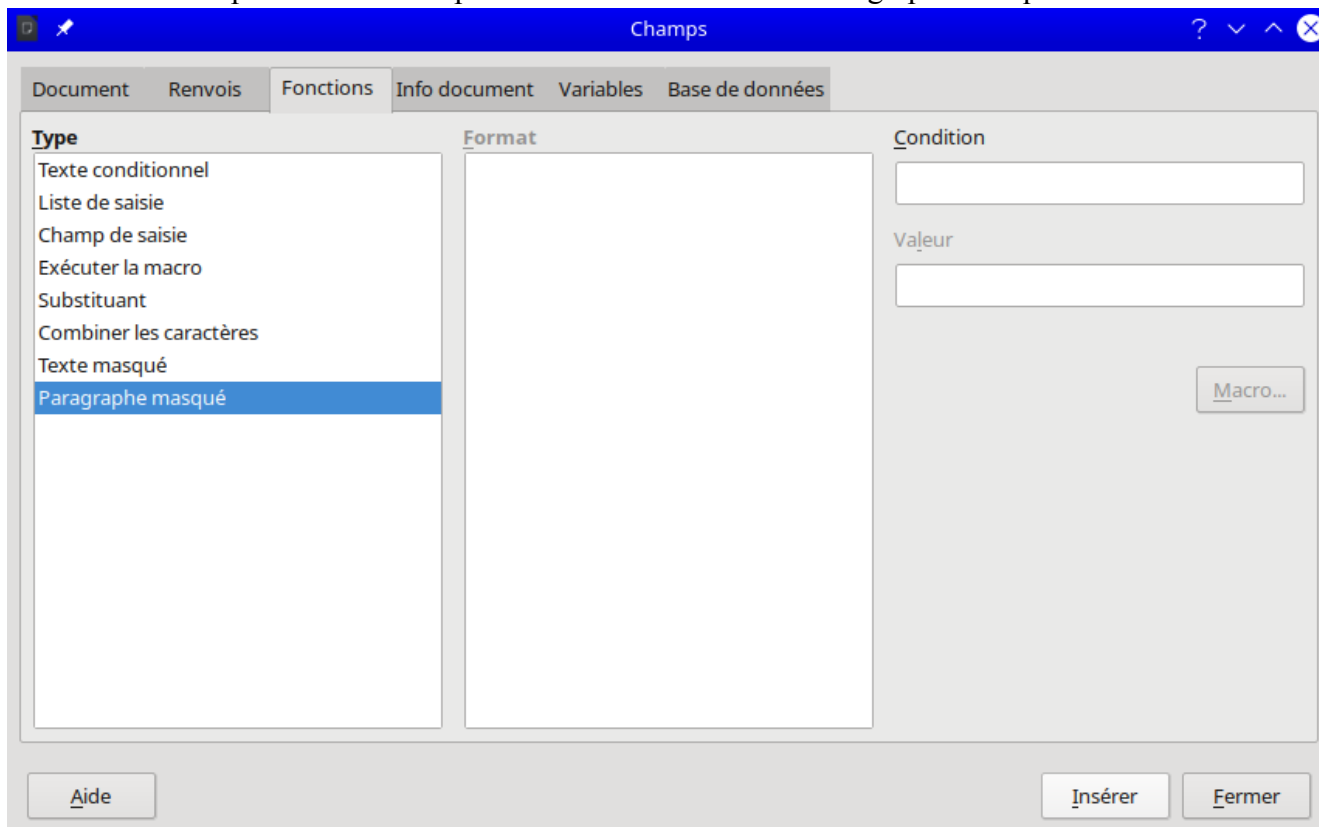 Champs
Document Renvois Fonctions Info document Variables Base de données
Type
Texte conditionnel
Liste de saisie
Champ de saisie
Exécuter la macro
Substituant
Combiner les caractères
Texte masqué
Paragraphe masqué
Format
Condition
Valeur
Macro...
Aide
Insérer
Fermer